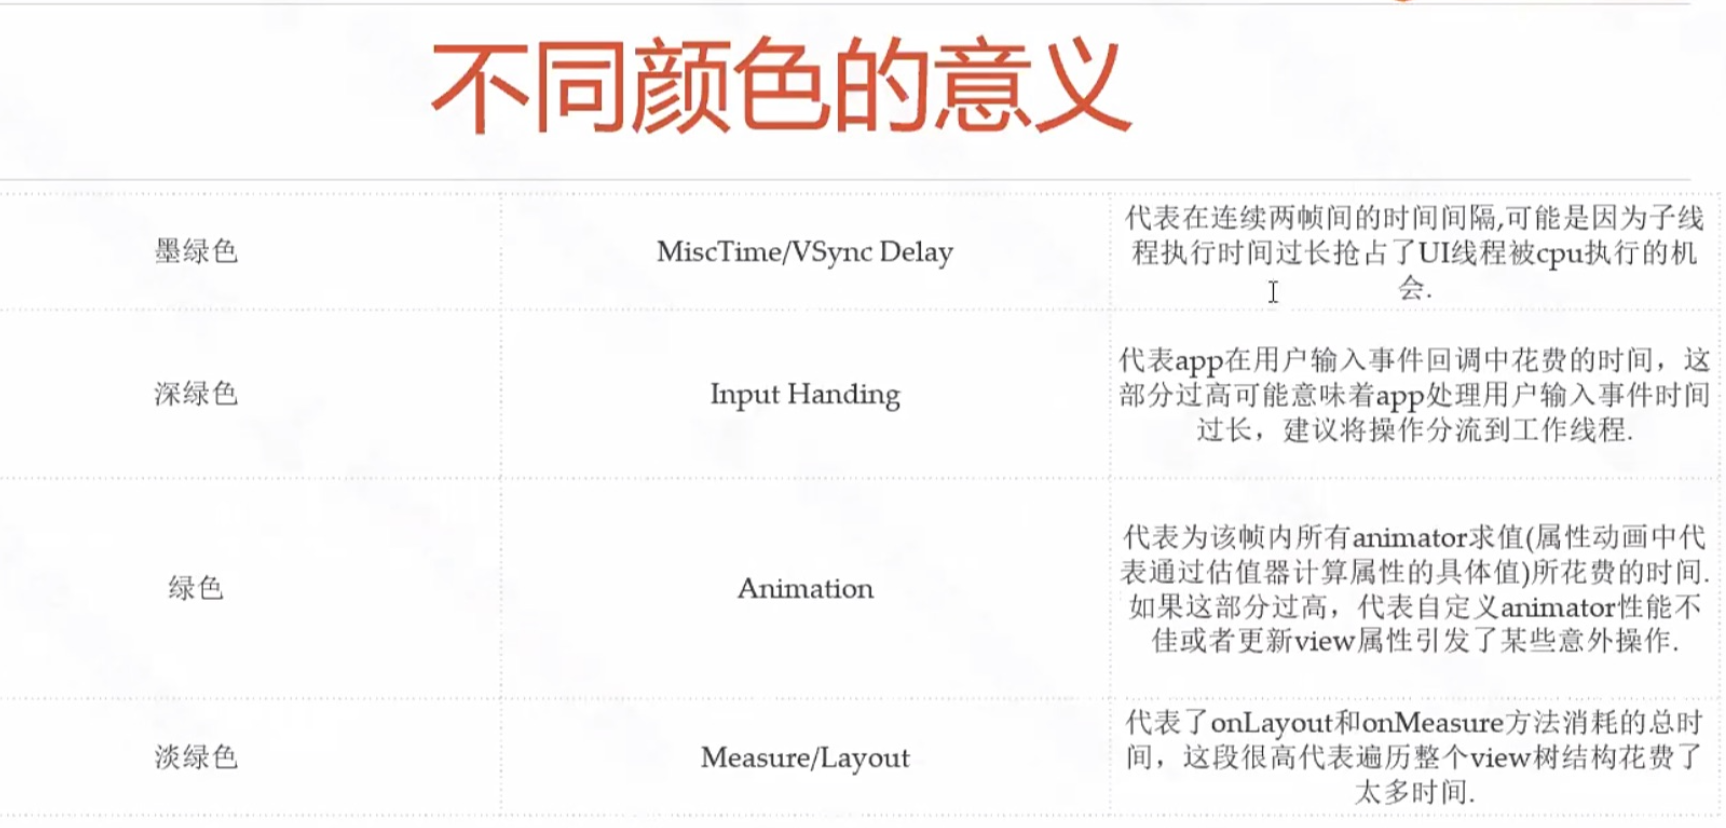 不同颜色的意义
墨绿色
MiscTime/VSync Delay
代表在连续两帧间的时间间隔,可能是因为子线
程执行时间过长抢占了UI线程被cpu执行的机
会.
深绿色
Input Handing
代表app在用户输入事件回调中花费的时间，这
部分过高可能意味着app处理用户输入事件时间
过长，建议将操作分流到工作线程.
绿色
Animation
代表为该帧内所有animator求值(属性动画中代
表通过估值器计算属性的具体值)所花费的时间.
如果这部分过高，代表自定义animator性能不
佳或者更新view属性引发了某些意外操作.
淡绿色
Measure/Layout
代表了onLayout和onMeasure方法消耗的总时
间，这段很高代表遍历整个view树结构花费了
太多时间.